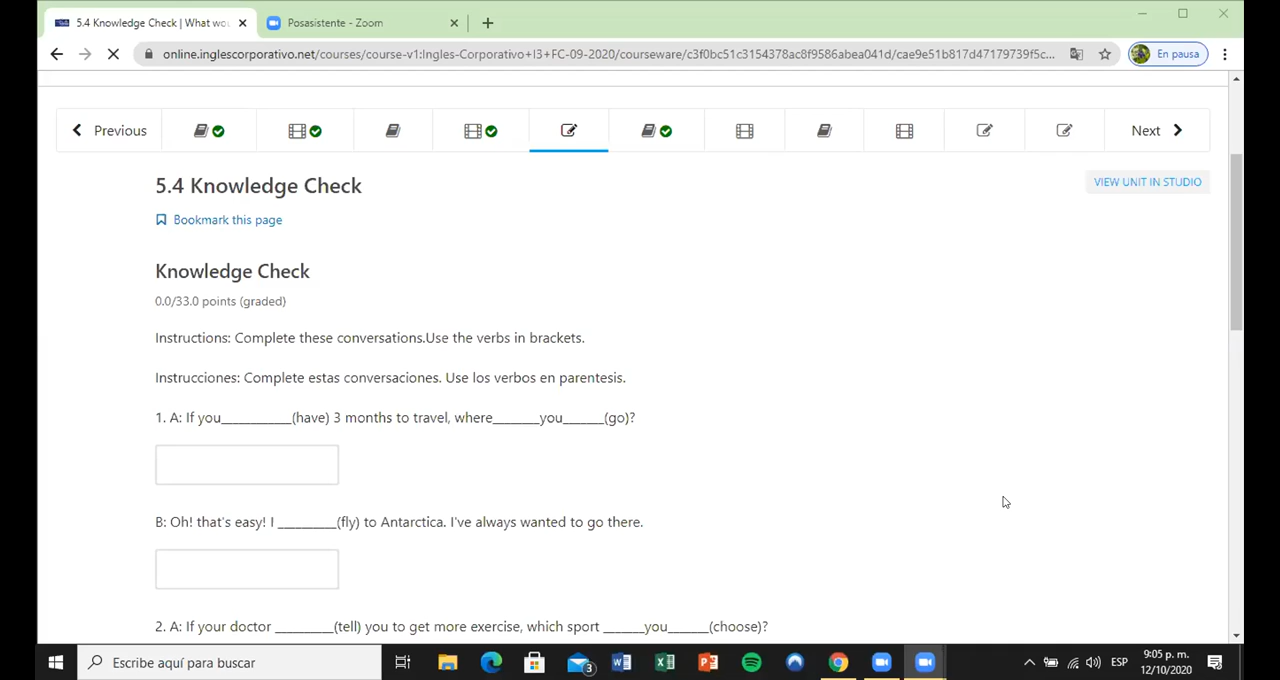 5.4 Knowledge Check | What wou
Posasistente - Zoom
online.inglescorporativo.net/courses/course-v1:Ingles-Corporativo+I3+FC-09-2020/courseware/c3f0bc51c3154378ac8f9586abea041d/cae9e51b817d47179739f5c...
En pausa
Previous
Next
5.4 Knowledge Check
VIEW UNIT IN STUDIO
Bookmark this page
Knowledge Check
0.0/33.0 points (graded)
Instructions: Complete these conversations.Use the verbs in brackets.
Instrucciones: Complete estas conversaciones. Use los verbos en parentesis.
1. A: If you___________(have) 3 months to travel, where_______you______(go)?
B: Oh! that's easy! I _________(fly) to Antarctica. I've always wanted to go there.
2. A: If your doctor _________(tell) you to get more exercise, which sport ______you______(choose)?
Escribe aquí para buscar
3
ESP
9:05 p. m.
12/10/2020